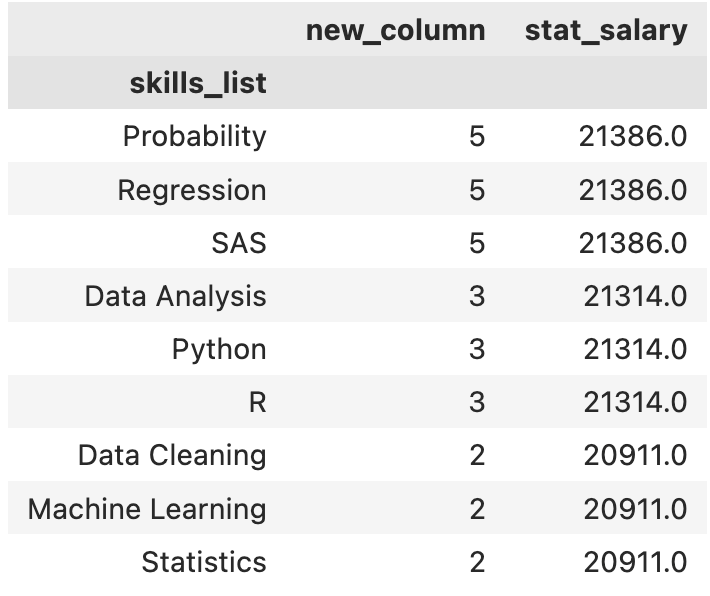 new_column stat_salary
skills_list
Probability 5 21386.0
Regression 5 21386.0
SAS 5 21386.0
Data Analysis 3 21314.0
Python 3 21314.0
R 3 21314.0
Data Cleaning 2 20911.0
Machine Learning 2 20911.0
Statistics 2 20911.0